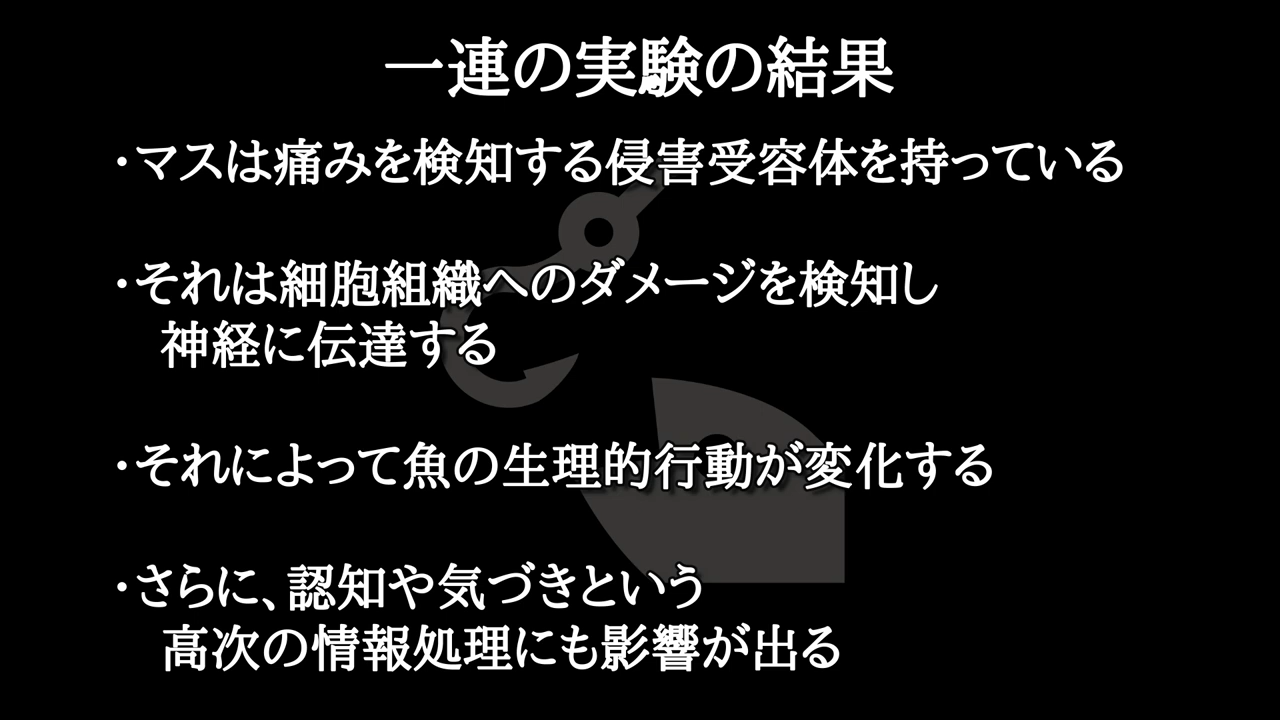 一連の実験の結果
・マスは痛みを検知する侵害受容体を持っている
・それは細胞組織へのダメージを検知し
神経に伝達する
・それによって魚の生理的行動が変化する
・さらに、認知や気づきという
高次の情報処理にも影響が出る